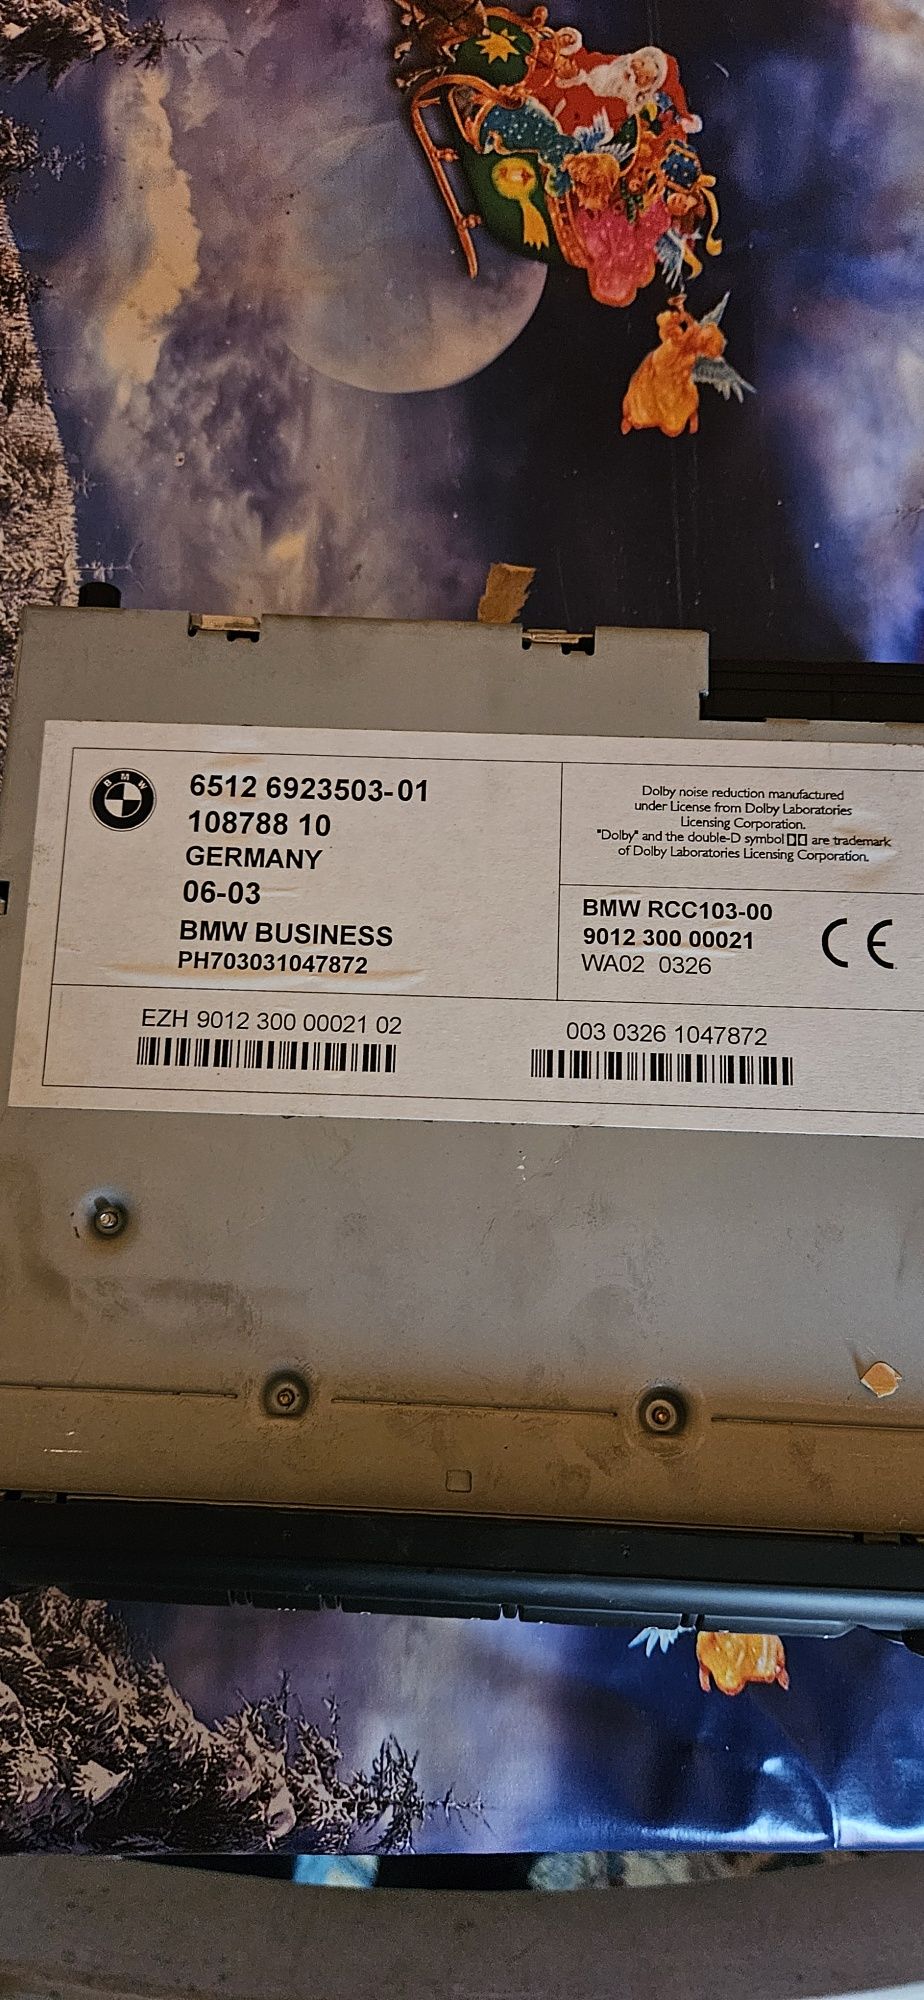 BMW
6512 6923503-01
108788 10
GERMANY
06-03
BMW BUSINESS
PH703031047872
Dolby noise reduction manufactured
under License from Dolby Laboratories
Licensing Corporation.
"Dolby" and the double-D symbol are trademark
of Dolby Laboratories Licensing Corporation.
BMW RCC103-00
9012 300 00021
WA02 0326
CE
EZH 9012 300 00021 02
003 0326 1047872